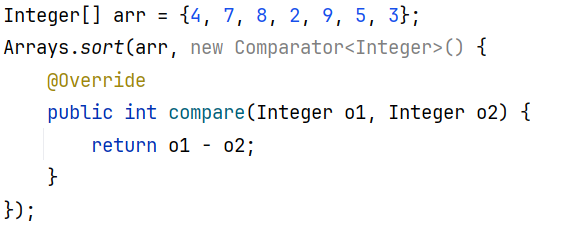 Integer[] arr = {4, 7, 8, 2, 9, 5, 3};
Arrays.sort(arr, new Comparator<Integer>() {
    @Override
    public int compare(Integer o1, Integer o2) {
        return o1 - o2;
    }
});